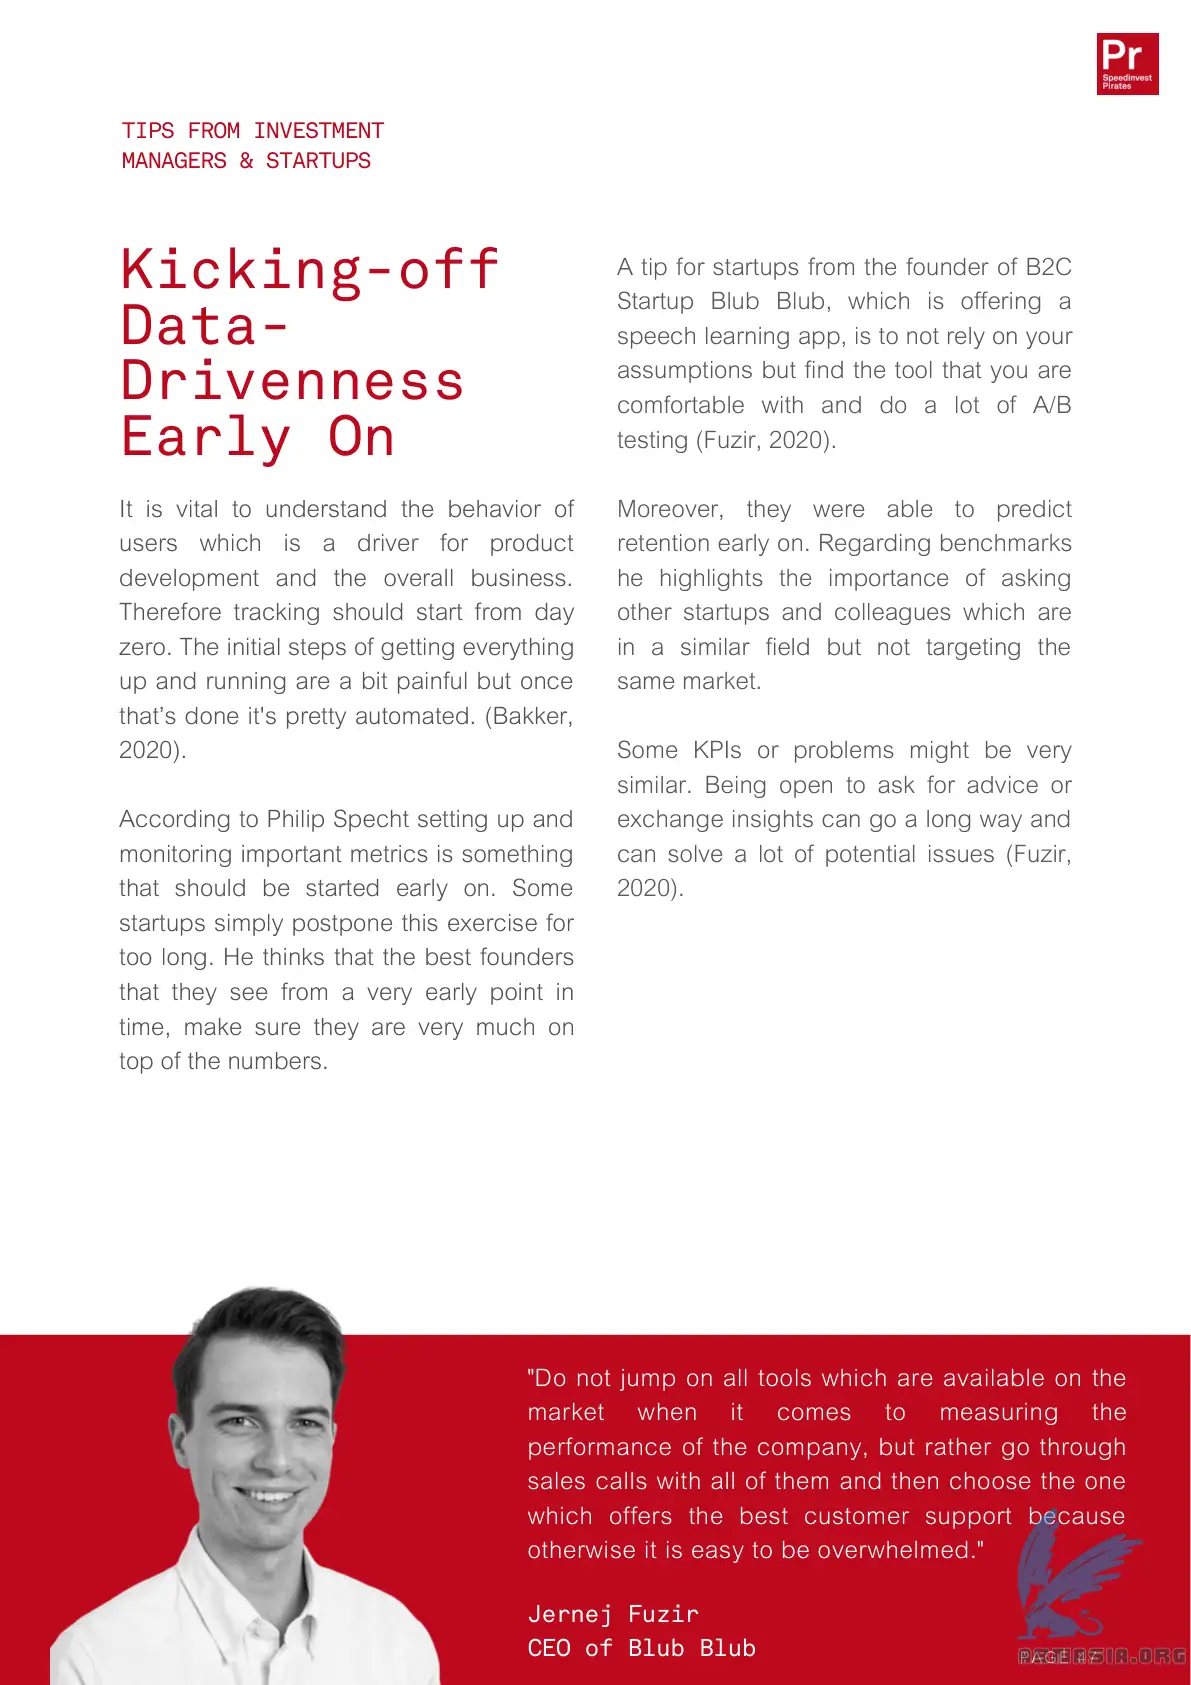 Pr
Speedinvest
Pirates
TIPS FROM INVESTMENT
MANAGERS & STARTUPS
Kicking-off
Data-
Drivenness
Early On
It is vital to understand the behavior of
users which is a driver for product
development and the overall business.
Therefore tracking should start from day
zero. The initial steps of getting everything
up and running are a bit painful but once
that’s done it's pretty automated. (Bakker,
2020).
According to Philip Specht setting up and
monitoring important metrics is something
that should be started early on. Some
startups simply postpone this exercise for
too long. He thinks that the best founders
that they see from a very early point in
time, make sure they are very much on
top of the numbers.
A tip for startups from the founder of B2C
Startup Blub Blub, which is offering a
speech learning app, is to not rely on your
assumptions but find the tool that you are
comfortable with and do a lot of A/B
testing (Fuzir, 2020).
Moreover, they were able to predict
retention early on. Regarding benchmarks
he highlights the importance of asking
other startups and colleagues which are
in a similar field but not targeting the
same market.
Some KPIs or problems might be very
similar. Being open to ask for advice or
exchange insights can go a long way and
can solve a lot of potential issues (Fuzir,
2020).
"Do not jump on all tools which are available on the
market when it comes to measuring the
performance of the company, but rather go through
sales calls with all of them and then choose the one
which offers the best customer support because
otherwise it is easy to be overwhelmed."
Jernej Fuzir
CEO of Blub Blub
PAGE 47